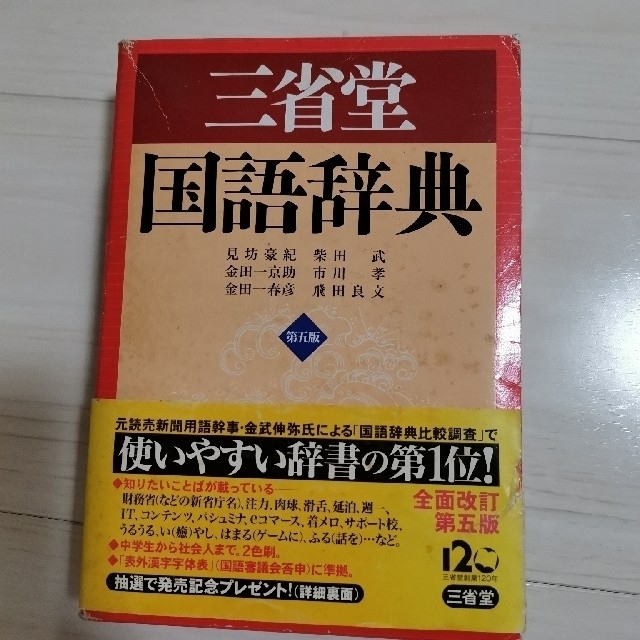 三省堂
国語辞典
見坊豪紀 柴田 武
金田一京助 市川 孝
金田一春彦 飛田良文
第五版
元読売新聞用語幹事・金武伸弥氏による「国語辞典比較調査」で
使いやすい辞書の第1位!
◆知りたいことばが載っている──
財務省(などの新省庁名)、注力、肉球、滑舌、延泊、週一、
IT、コンテンツ、パシュミナ、eコマース、着メロ、サポート校、
うるうる、い(癒)やし、はまる(ゲームに)、ふる(話を)…など。
◆中学生から社会人まで。2色刷。
◆「表外漢字字体表」(国語審議会答申)に準拠。
抽選で発売記念プレゼント!(詳細裏面)
全面改訂
第五版
120
三省堂創業120年
三省堂